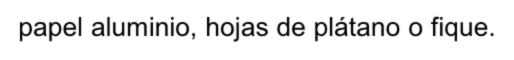 papel aluminio, hojas de plátano o fique.